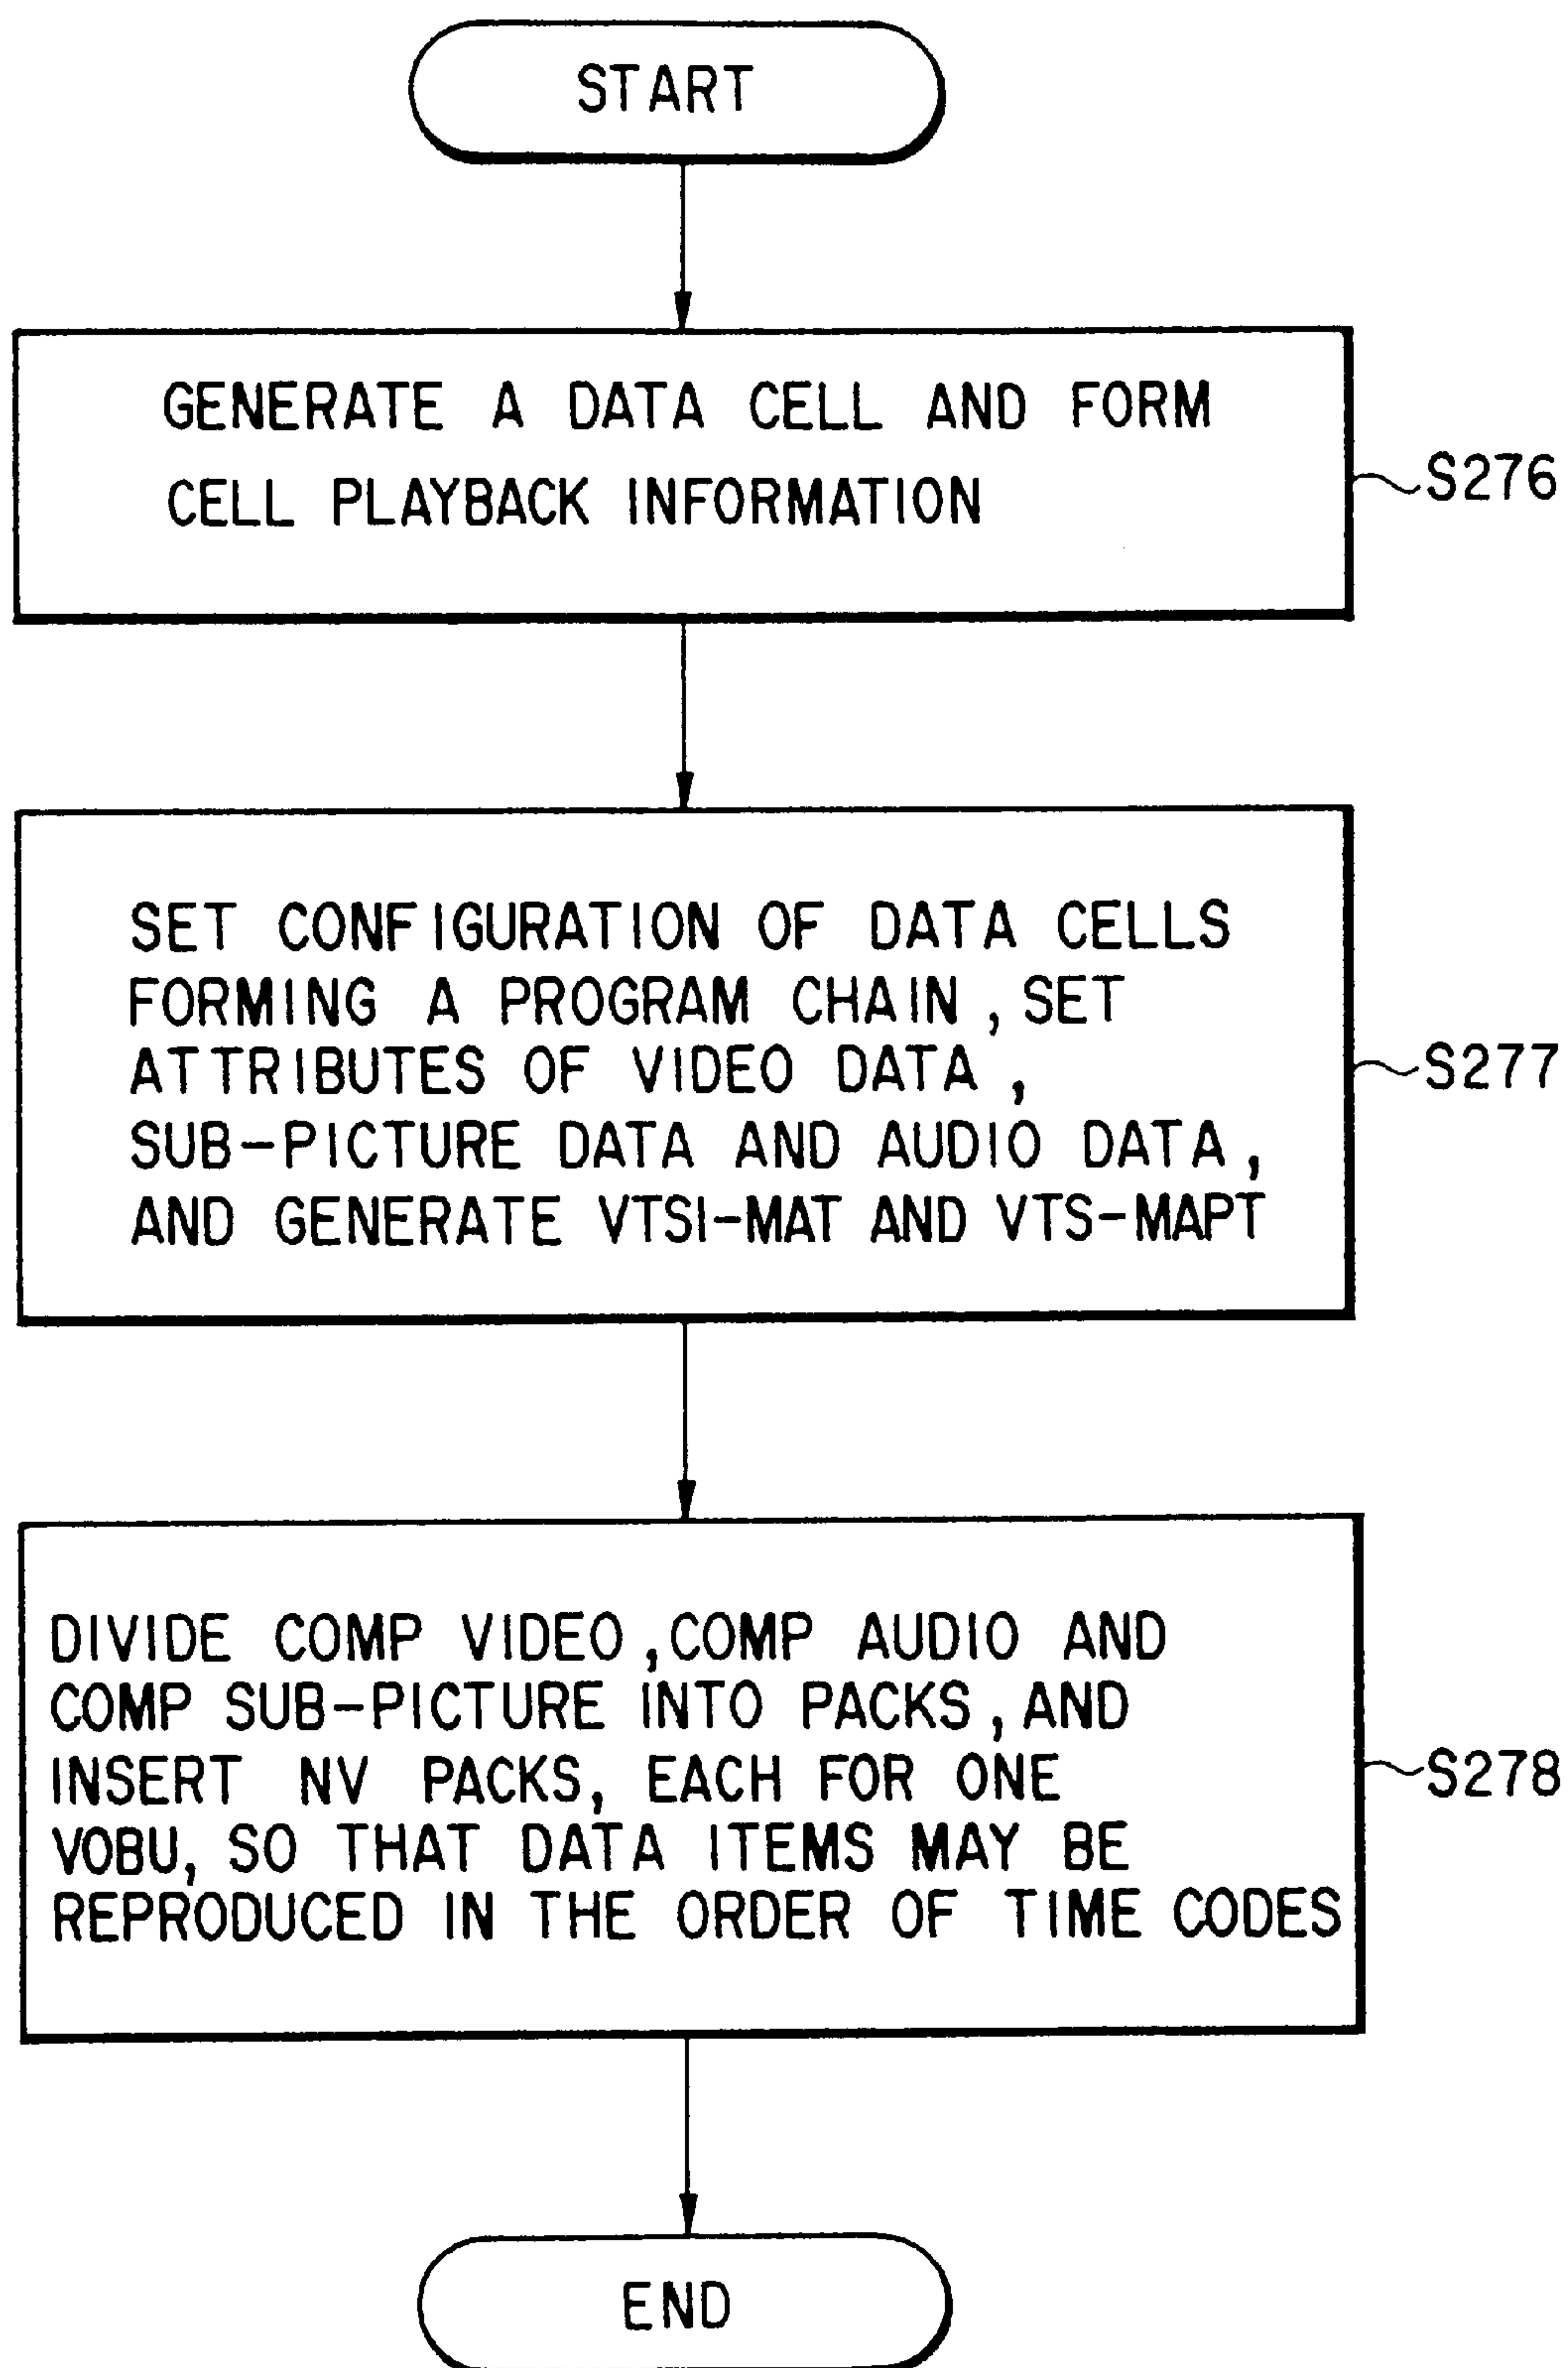 START
GENERATE A DATA CELL AND FORM
CELL PLAYBACK INFORMATION
S276
SET CONFIGURATION OF DATA CELLS
FORMING A PROGRAM CHAIN, SET
ATTRIBUTES OF VIDEO DATA,
SUB-PICTURE DATA AND AUDIO DATA,
AND GENERATE VTSI-MAT AND VTS-MAPT
S277
DIVIDE COMP VIDEO, COMP AUDIO AND
COMP SUB-PICTURE INTO PACKS, AND
INSERT NV PACKS, EACH FOR ONE
VOBU, SO THAT DATA ITEMS MAY BE
REPRODUCED IN THE ORDER OF TIME CODES
S278
END